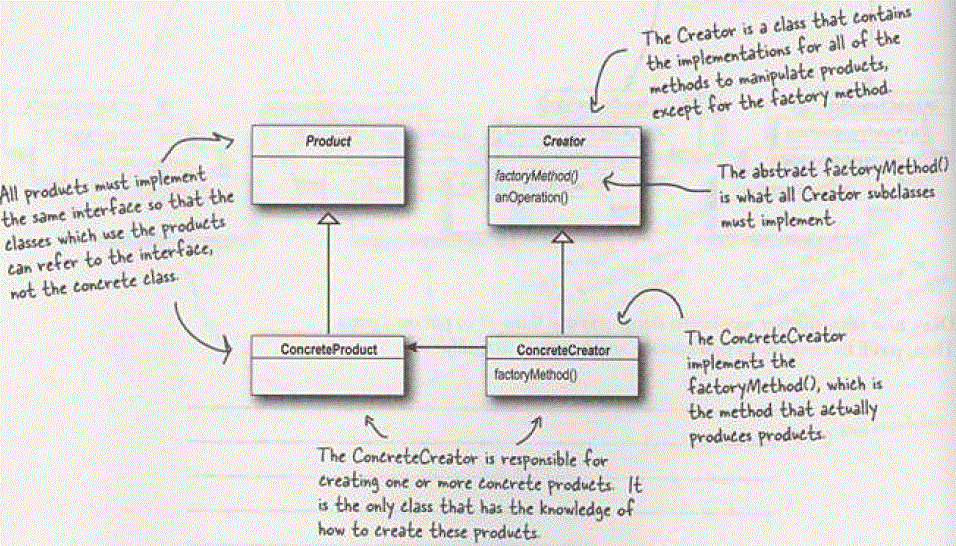 The Creator is a class that contains
the implementations for all of the
methods to manipulate products,
except for the factory method.
Product
Creator
factoryMethod()
anOperation()
The abstract factoryMethod()
is what all Creator subclasses
must implement.
All products must implement
the same interface so that the
classes which use the products
can refer to the interface,
not the concrete class.
ConcreteProduct
ConcreteCreator
factoryMethod()
The ConcreteCreator
implements the
factoryMethod(), which is
the method that actually
produces products.
The ConcreteCreator is responsible for
creating one or more concrete products. It
is the only class that has the knowledge of
how to create these products.